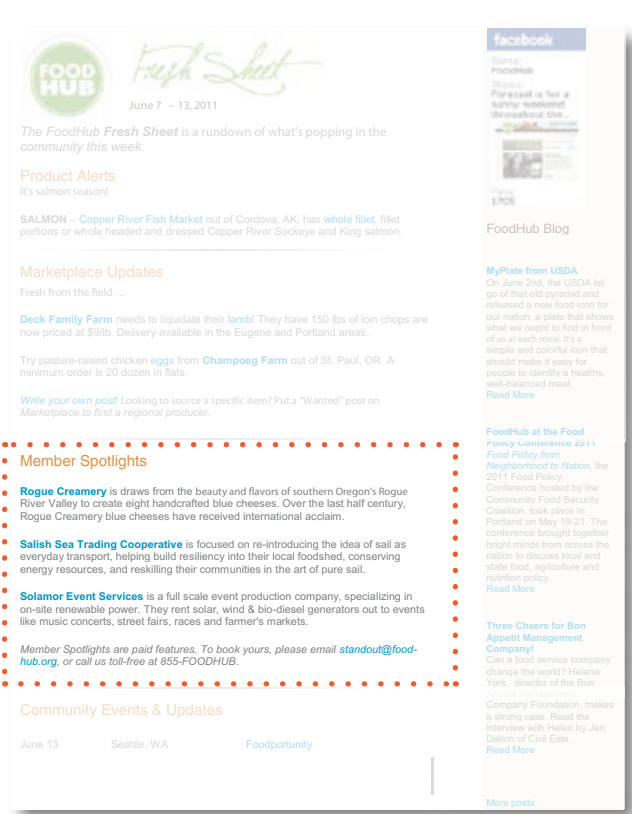 FOOD
HUB
Fresh Sheet
June 7 – 13, 2011
The FoodHub Fresh Sheet is a rundown of what's popping in the
community this week.
Product Alerts
It's salmon season!
SALMON – Copper River Fish Market out of Cordova, AK, has whole fillet, fillet
portions or whole headed and dressed Copper River Sockeye and King salmon.
Marketplace Updates
Fresh from the field …
Deck Family Farm needs to liquidate their lamb! They have 150 lbs of loin chops are
now priced at $9/lb. Delivery available in the Eugene and Portland areas.
Try pasture-raised chicken eggs from Champoeg Farm out of St. Paul, OR. A
minimum order is 20 dozen in flats.
Write your own post! Looking to source a specific item? Put a "Wanted" post on
Marketplace to find a regional producer.
Member Spotlights
Rogue Creamery is draws from the beauty and flavors of southern Oregon's Rogue
River Valley to create eight handcrafted blue cheeses. Over the last half century,
Rogue Creamery blue cheeses have received international acclaim.
Salish Sea Trading Cooperative is focused on re-introducing the idea of sail as
everyday transport, helping build resiliency into their local foodshed, conserving
energy resources, and reskilling their communities in the art of pure sail.
Solamor Event Services is a full scale event production company, specializing in
on-site renewable power. They rent solar, wind & bio-diesel generators out to events
like music concerts, street fairs, races and farmer's markets.
Member Spotlights are paid features. To book yours, please email standout@food-
hub.org, or call us toll-free at 855-FOODHUB.
Community Events & Updates
June 13 Seattle, WA Foodportunity
facebook
Name:
FoodHub
Status:
Forecast is for a
sunny weekend
throughout the...
Fans:
1705
FoodHub Blog
MyPlate from USDA
On June 2nd, the USDA let
go of that old pyramid and
released a new food icon for
our nation, a plate that shows
what we ought to find in front
of us at each meal. It's a
simple and colorful icon that
should make it easy for
people to identify a healthy,
well-balanced meal.
Read More
FoodHub at the Food
Policy Conference 2011
Food Policy from
Neighborhood to Nation, the
2011 Food Policy
Conference hosted by the
Community Food Security
Coalition, took place in
Portland on May 19-21. The
conference brought together
bright minds from across the
nation to discuss local and
state food, agriculture and
nutrition policy.
Read More
Three Cheers for Bon
Appetit Management
Company!
Can a food service company
change the world? Helene
York, director of the Bon
Appetit Management
Company Foundation, makes
a strong case. Read the
interview with Helen by Jen
Dalton of Civil Eats.
Read More
More posts